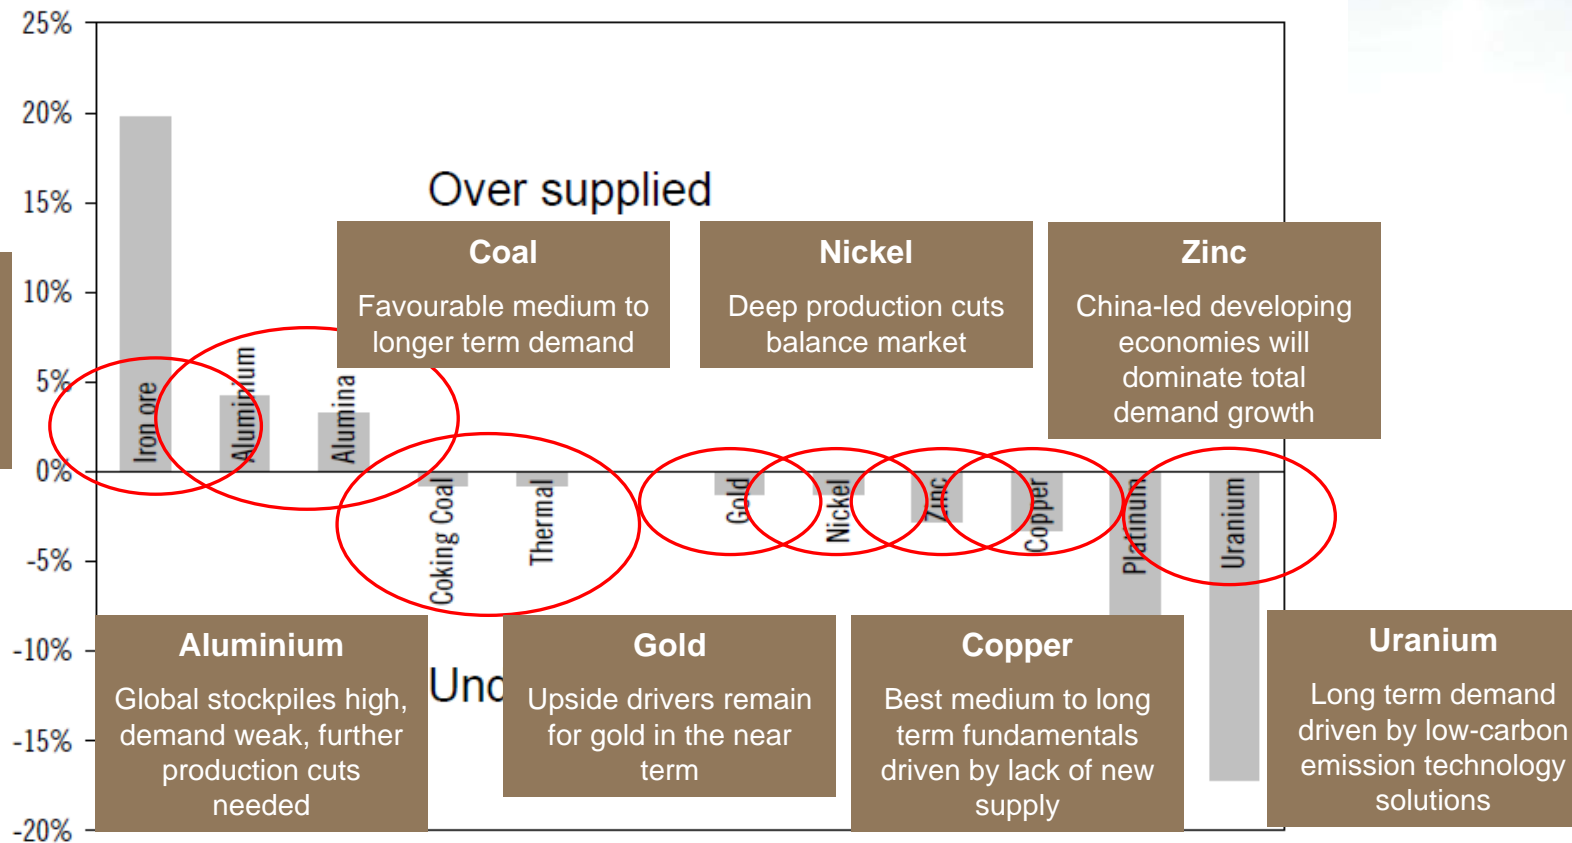 25%
20%
15%
10%
5%
0%
-5%
-10%
-15%
-20%
Over supplied
Coal
Favourable medium to
longer term demand
Nickel
Deep production cuts
balance market
Zinc
China-led developing
economies will
dominate total
demand growth
Iron ore
Aluminium
Alumina
Coking Coal
Thermal
Gold
Nickel
Zinc
Copper
Platinum
Uranium
Aluminium
Global stockpiles high,
demand weak, further
production cuts
needed
Gold
Upside drivers remain
for gold in the near
term
Copper
Best medium to long
term fundamentals
driven by lack of new
supply
Uranium
Long term demand
driven by low-carbon
emission technology
solutions